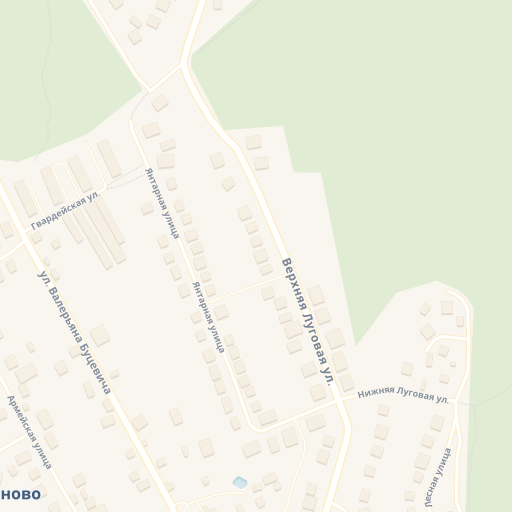 Янтарная улица
Гвардейская ул.
Верхняя Луговая ул.
ул. Валерьяна Буцевича
Янтарная улица
Нижняя Луговая ул.
Армейская улица
Лесная улица
ново